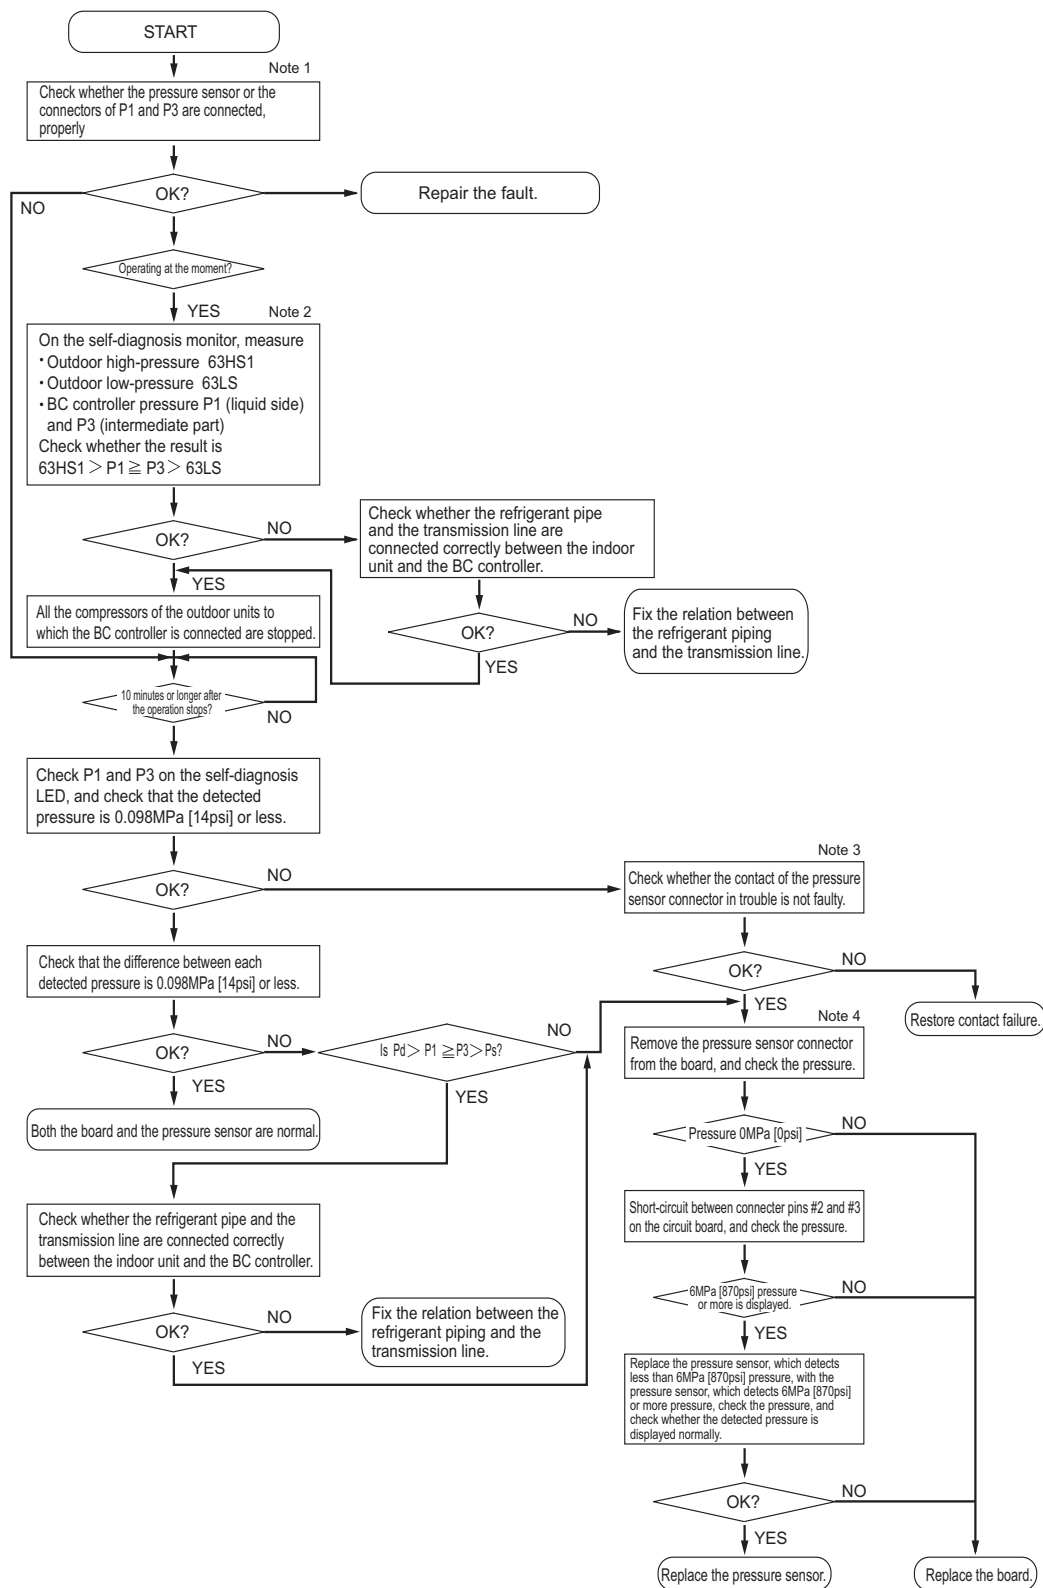 START
Note 1
Check whether the pressure sensor or the
connectors of P1 and P3 are connected,
properly
OK?
NO
Repair the fault.
Operating at the moment?
YES
Note 2
On the self-diagnosis monitor, measure
・Outdoor high-pressure 63HS1
・Outdoor low-pressure 63LS
・BC controller pressure P1 (liquid side)
and P3 (intermediate part)
Check whether the result is
63HS1＞P1≧P3＞63LS
OK?
NO
YES
Check whether the refrigerant pipe
and the transmission line are
connected correctly between the indoor
unit and the BC controller.
OK?
NO
YES
Fix the relation between
the refrigerant piping
and the transmission line.
All the compressors of the outdoor units to
which the BC controller is connected are stopped.
10 minutes or longer after
the operation stops?
NO
Check P1 and P3 on the self-diagnosis
LED, and check that the detected
pressure is 0.098MPa [14psi] or less.
OK?
NO
Note 3
Check whether the contact of the pressure
sensor connector in trouble is not faulty.
OK?
NO
YES
Restore contact failure.
Check that the difference between each
detected pressure is 0.098MPa [14psi] or less.
OK?
NO
YES
Is Pd＞P1≧P3＞Ps?
NO
YES
Both the board and the pressure sensor are normal.
Note 4
Remove the pressure sensor connector
from the board, and check the pressure.
Pressure 0MPa [0psi]
NO
YES
Check whether the refrigerant pipe and the
transmission line are connected correctly
between the indoor unit and the BC controller.
OK?
NO
YES
Fix the relation between the
refrigerant piping and the
transmission line.
Short-circuit between connecter pins #2 and #3
on the circuit board, and check the pressure.
6MPa [870psi] pressure
or more is displayed.
NO
YES
Replace the pressure sensor, which detects
less than 6MPa [870psi] pressure, with the
pressure sensor, which detects 6MPa [870psi]
or more pressure, check the pressure, and
check whether the detected pressure is
displayed normally.
OK?
NO
YES
Replace the pressure sensor.
Replace the board.